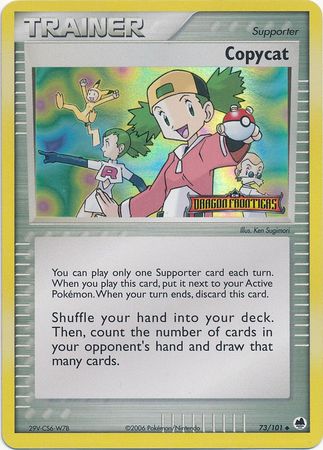 TRAINER
Supporter
Copycat
R
DRAGON FRONTIERS
Illus. Ken Sugimori
You can play only one Supporter card each turn.
When you play this card, put it next to your Active
Pokémon. When your turn ends, discard this card.
Shuffle your hand into your deck.
Then, count the number of cards in
your opponent's hand and draw that
many cards.
29V-CS6-W7B
©2006 Pokémon/Nintendo
73/101